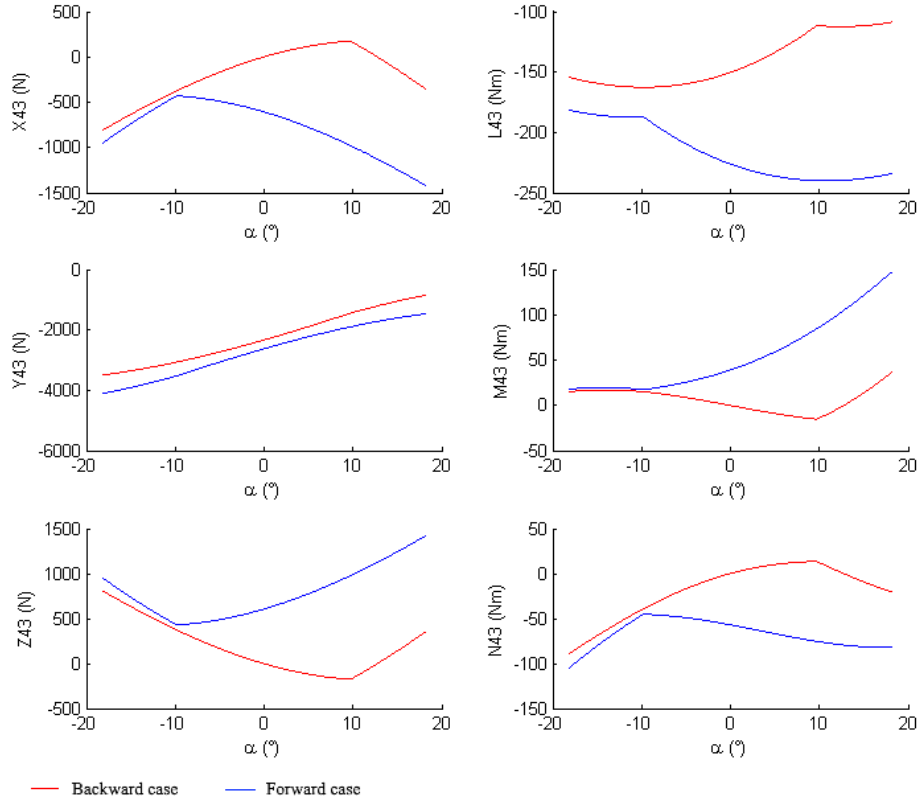 500
0
-500
-1000
-1500
-20 -10 0 10 20
X43 (N)
α (º)
-100
-150
-200
-250
-20 -10 0 10 20
L43 (Nm)
α (º)
0
-2000
-4000
-6000
-20 -10 0 10 20
Y43 (N)
α (º)
150
100
50
0
-50
-20 -10 0 10 20
M43 (Nm)
α (º)
1500
1000
500
0
-500
-20 -10 0 10 20
Z43 (N)
α (º)
50
0
-50
-100
-150
-20 -10 0 10 20
N43 (Nm)
α (º)
Backward case Forward case